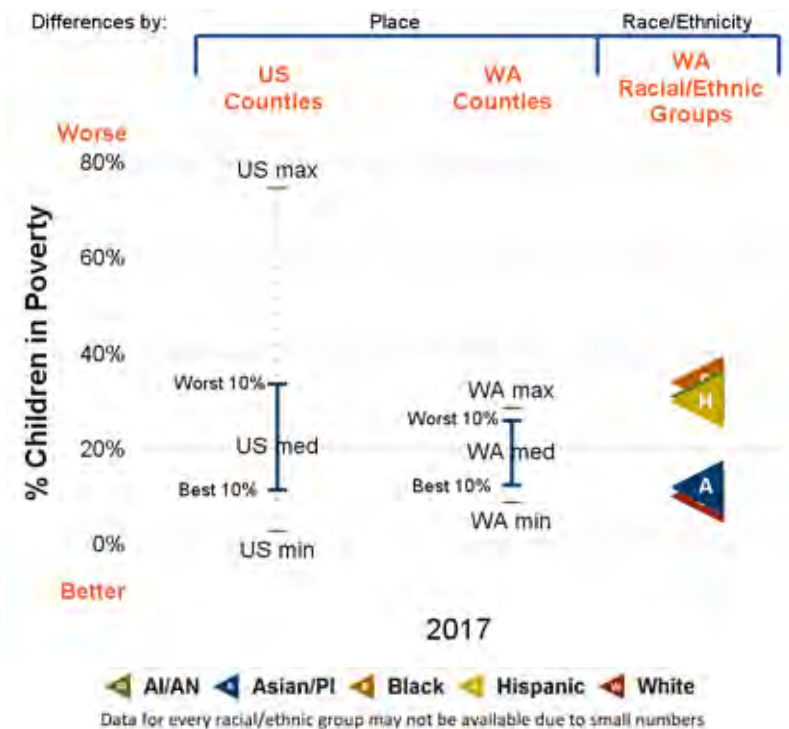 Differences by: Place Race/Ethnicity
US Counties
WA Counties
WA Racial/Ethnic Groups
Worse
80%
US max
60%
% Children in Poverty
40%
Worst 10%
WA max
Worst 10%
H
20%
US med
WA med
Best 10%
Best 10%
A
WA min
0%
US min
Better
2017
AI/AN Asian/PI Black Hispanic White
Data for every racial/ethnic group may not be available due to small numbers